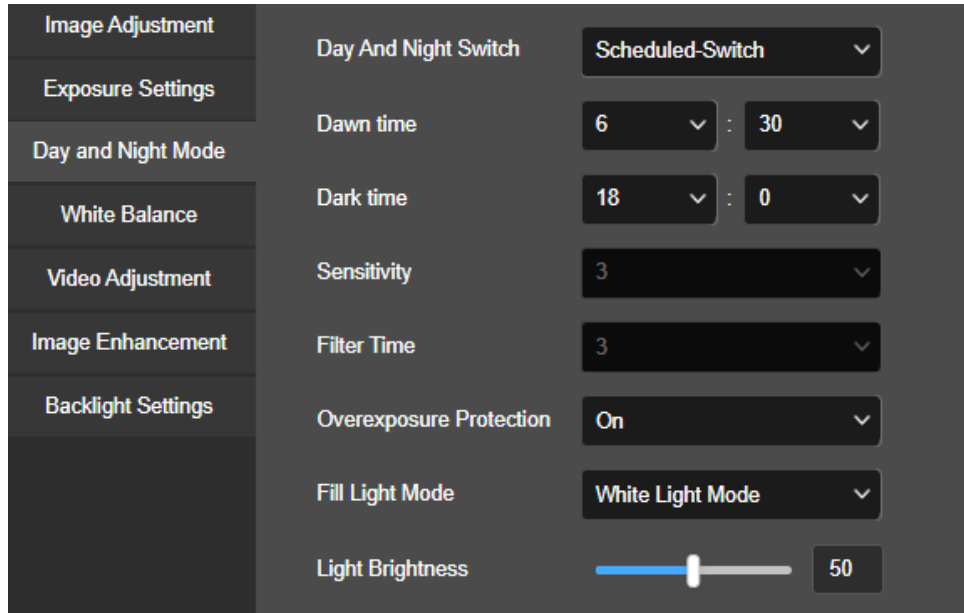 Image Adjustment
Exposure Settings
Day and Night Mode
White Balance
Video Adjustment
Image Enhancement
Backlight Settings
Day And Night Switch Scheduled-Switch
Dawn time 6 : 30
Dark time 18 : 0
Sensitivity 3
Filter Time 3
Overexposure Protection On
Fill Light Mode White Light Mode
Light Brightness 50